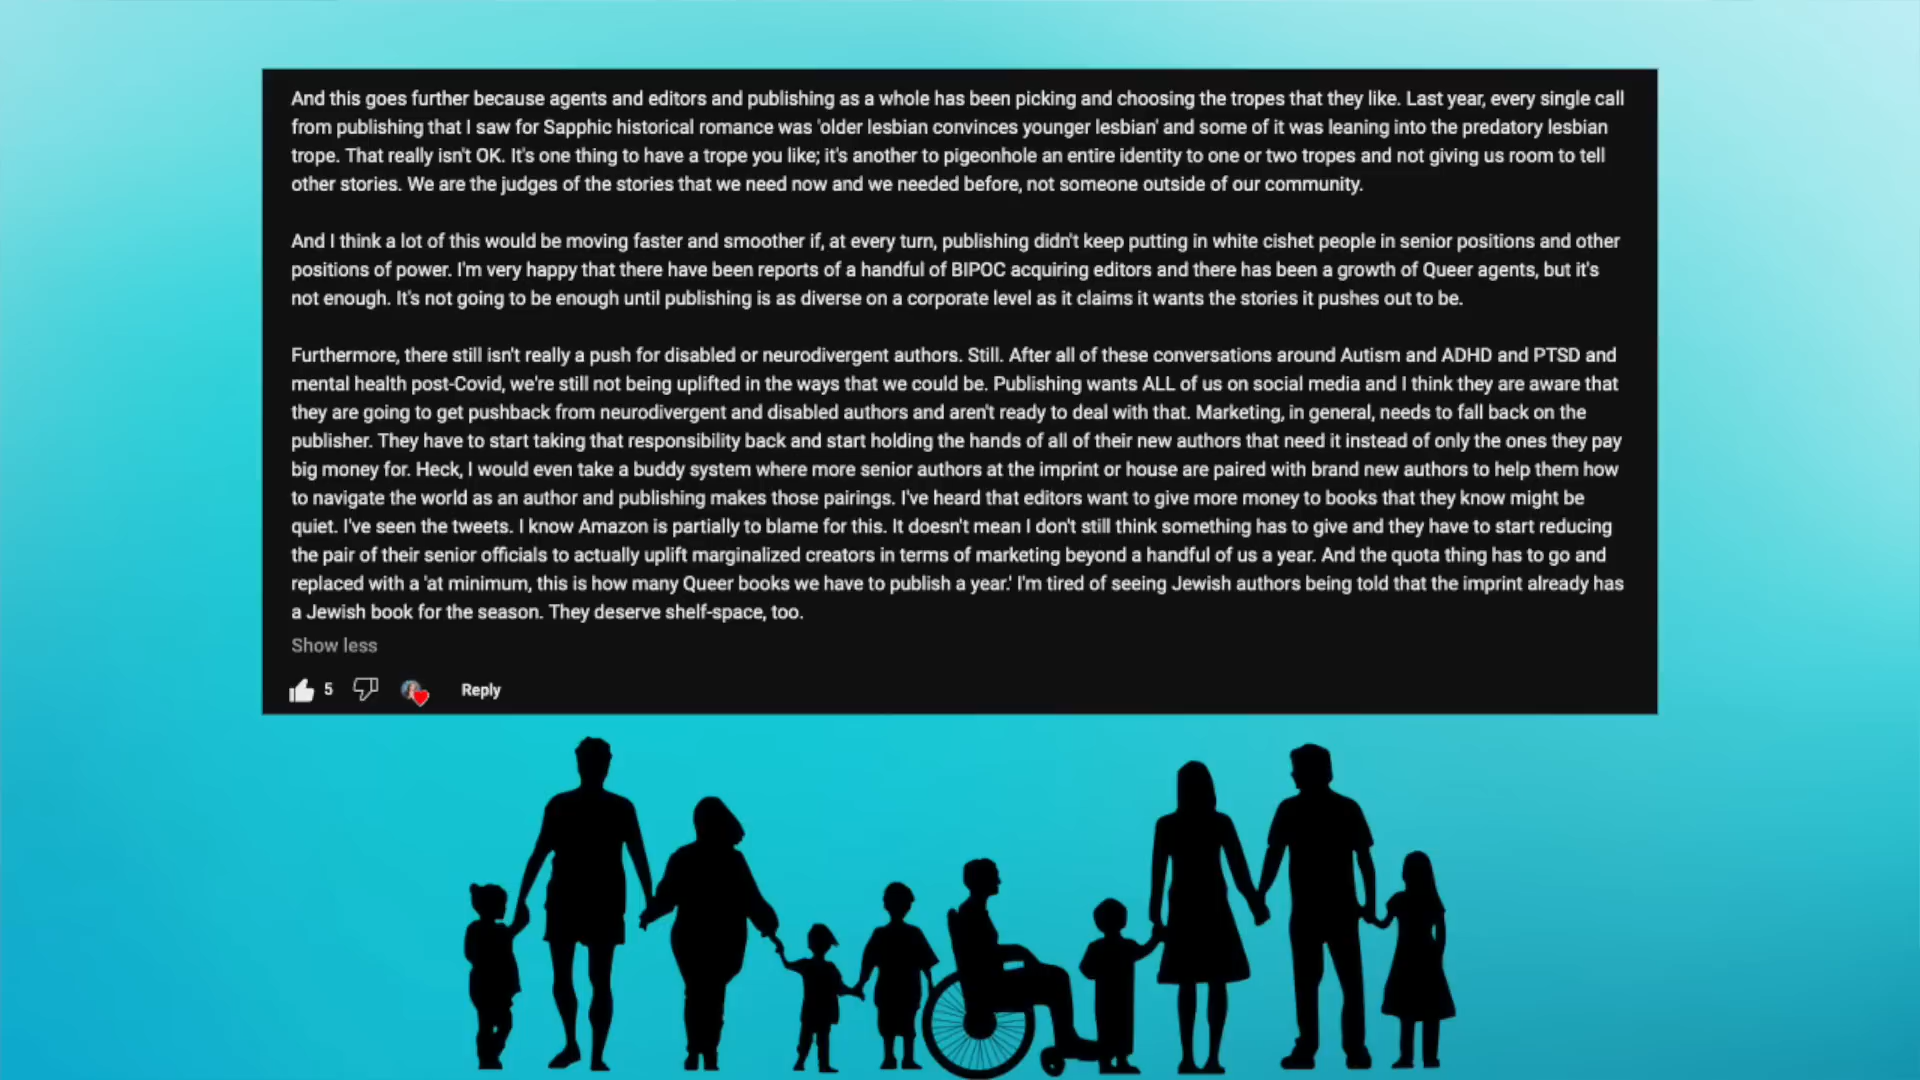 And this goes further because agents and editors and publishing as a whole has been picking and choosing the tropes that they like. Last year, every single call
from publishing that I saw for Sapphic historical romance was 'older lesbian convinces younger lesbian' and some of it was leaning into the predatory lesbian
trope. That really isn't OK. It's one thing to have a trope you like; it's another to pigeonhole an entire identity to one or two tropes and not giving us room to tell
other stories. We are the judges of the stories that we need now and we needed before, not someone outside of our community.
And I think a lot of this would be moving faster and smoother if, at every turn, publishing didn't keep putting in white cishet people in senior positions and other
positions of power. I'm very happy that there have been reports of a handful of BIPOC acquiring editors and there has been a growth of Queer agents, but it's
not enough. It's not going to be enough until publishing is as diverse on a corporate level as it claims it wants the stories it pushes out to be.
Furthermore, there still isn't really a push for disabled or neurodivergent authors. Still. After all of these conversations around Autism and ADHD and PTSD and
mental health post-Covid, we're still not being uplifted in the ways that we could be. Publishing wants ALL of us on social media and I think they are aware that
they are going to get pushback from neurodivergent and disabled authors and aren't ready to deal with that. Marketing, in general, needs to fall back on the
publisher. They have to start taking that responsibility back and start holding the hands of all of their new authors that need it instead of only the ones they pay
big money for. Heck, I would even take a buddy system where more senior authors at the imprint or house are paired with brand new authors to help them how
to navigate the world as an author and publishing makes those pairings. I've heard that editors want to give more money to books that they know might be
quiet. I've seen the tweets. I know Amazon is partially to blame for this. It doesn't mean I don't still think something has to give and they have to start reducing
the pair of their senior officials to actually uplift marginalized creators in terms of marketing beyond a handful of us a year. And the quota thing has to go and
replaced with a 'at minimum, this is how many Queer books we have to publish a year.' I'm tired of seeing Jewish authors being told that the imprint already has
a Jewish book for the season. They deserve shelf-space, too.
Show less
5 Reply